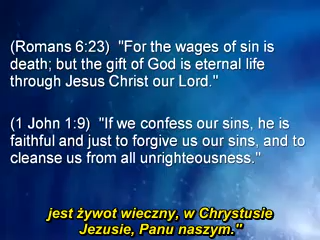 (Romans 6:23)  "For the wages of sin is
death; but the gift of God is eternal life
through Jesus Christ our Lord."
(1 John 1:9)  "If we confess our sins, he is
faithful and just to forgive us our sins, and to
cleanse us from all unrighteousness."
jest żywot wieczny, w Chrystusie
Jezusie, Panu naszym."